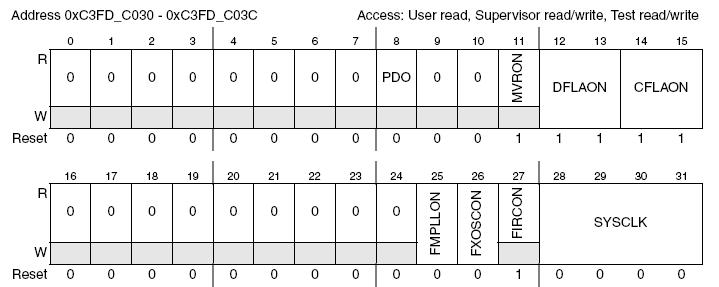 Address 0xC3FD_C030 - 0xC3FD_C03C Access: User read, Supervisor read/write, Test read/write
0 1 2 3 4 5 6 7 8 9 10 11 12 13 14 15
R 0 0 0 0 0 0 0 0 PDO 0 0 MVRON DFLAON CFLAON
W
Reset 0 0 0 0 0 0 0 0 0 0 0 1 1 1 1 1
16 17 18 19 20 21 22 23 24 25 26 27 28 29 30 31
R 0 0 0 0 0 0 0 0 0 FMPLLON FXOSCON FIRCON SYSCLK
W
Reset 0 0 0 0 0 0 0 0 0 0 0 1 0 0 0 0